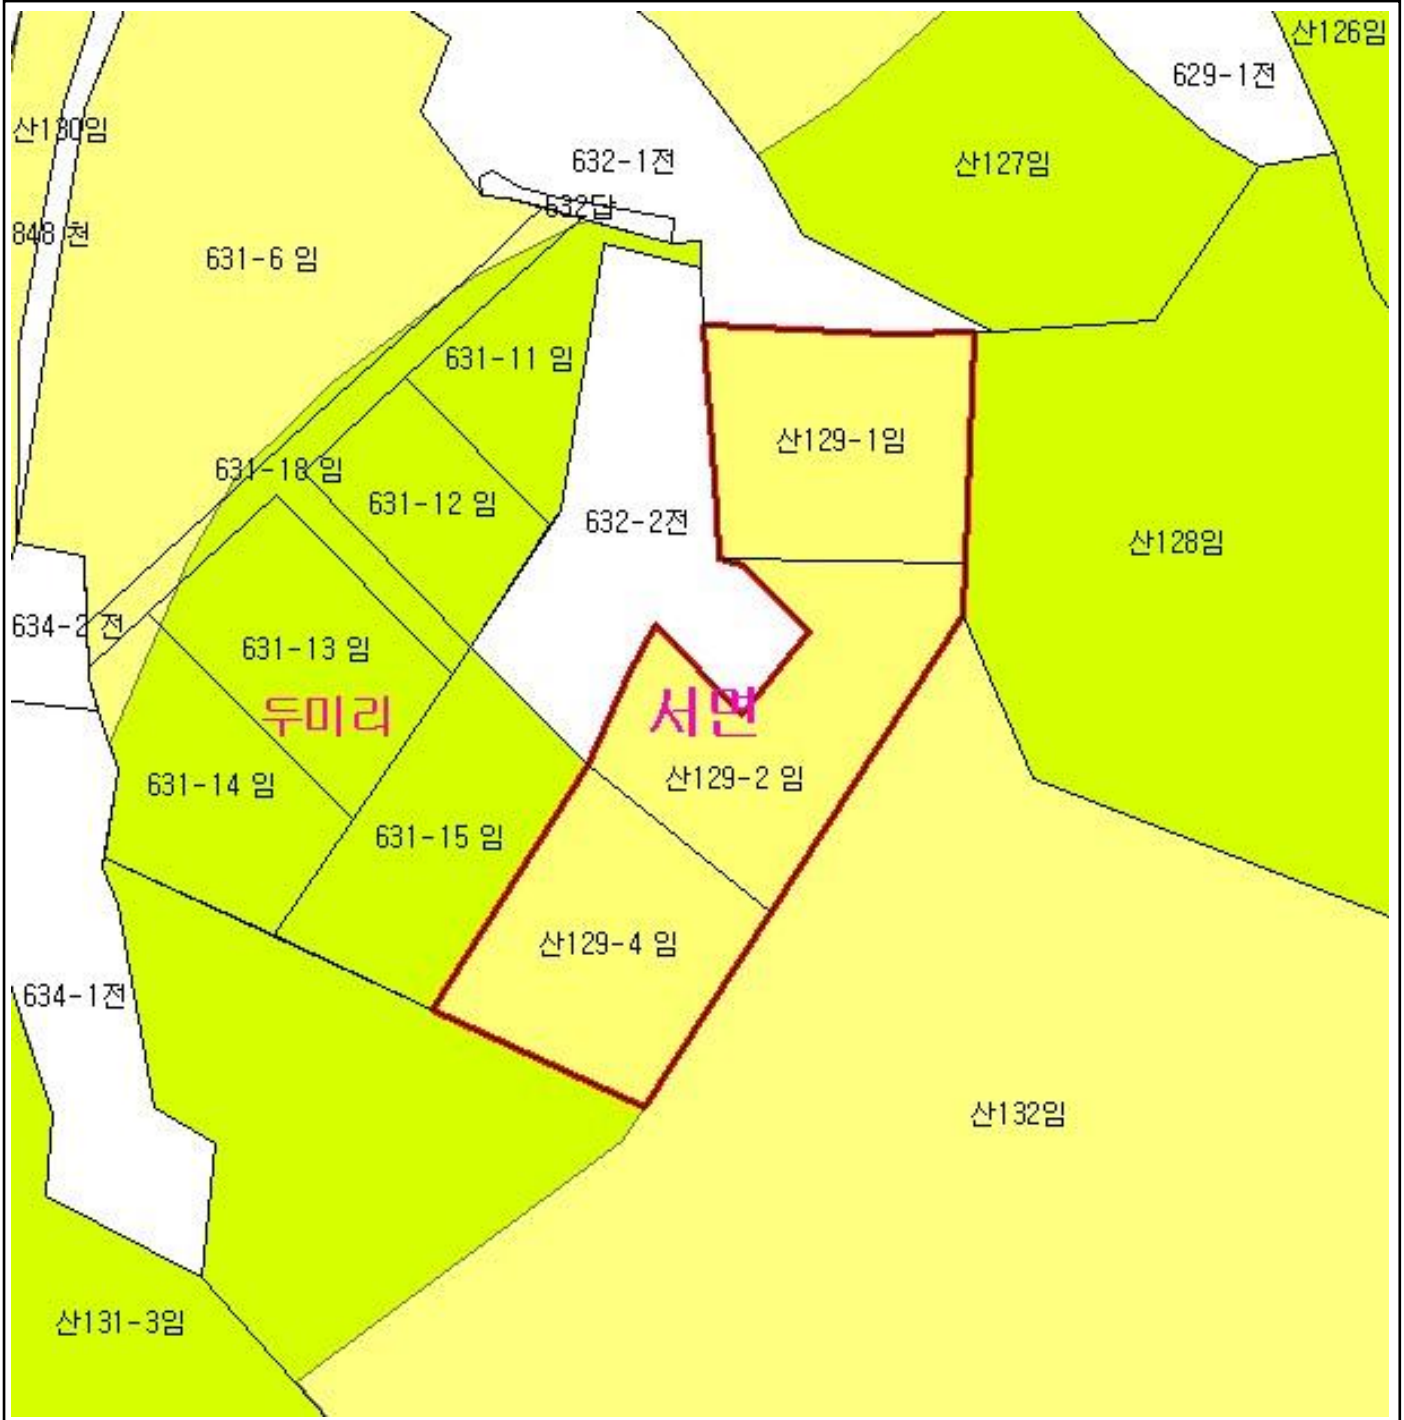 산126임
629-1전
산130임
632-1전
산127임
632답
848 천
631-6 임
631-11 임
산129-1임
631-18 임
631-12 임
632-2전
산128임
634-2 전
631-13 임
두미리
서면
631-14 임
산129-2 임
631-15 임
산129-4 임
634-1전
산132임
산131-3임